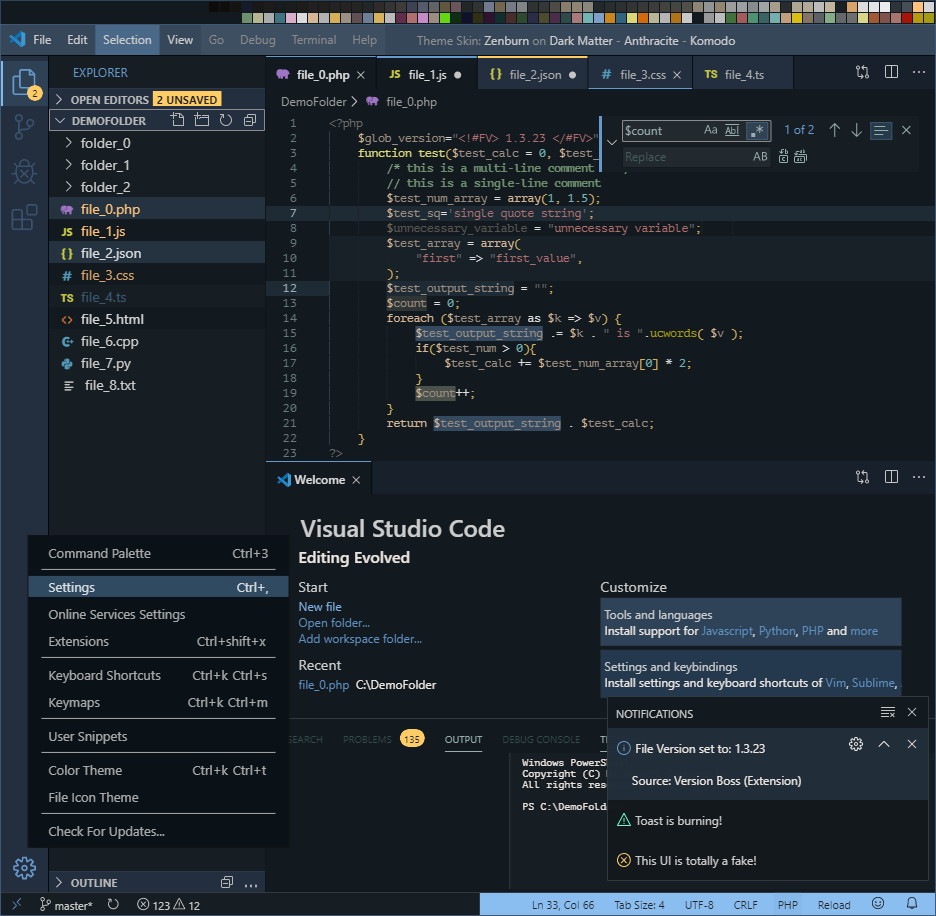 File Edit Selection View Go Debug Terminal Help Theme Skin: Zenburn on Dark Matter - Anthracite - Komodo
2
EXPLORER
OPEN EDITORS 2 UNSAVED
DEMOFOLDER
folder_0
folder_1
folder_2
file_0.php
JS file_1.js
{} file_2.json
# file_3.css
TS file_4.ts
<> file_5.html
file_6.cpp
file_7.py
file_8.txt
file_0.php JS file_1.js {} file_2.json # file_3.css TS file_4.ts
DemoFolder file_0.php
$count Aa Abl .* 1 of 2
Replace AB
1 <?php
2 $glob_version="<!#FV> 1.3.23 </#FV>"
3 function test($test_calc = 0, $test_
4 /* this is a multi-line comment
5 // this is a single-line comment
6 $test_num_array = array(1, 1.5);
7 $test_sq='single quote string';
8 $unnecessary_variable = "unnecessary variable";
9 $test_array = array(
10 "first" => "first_value",
11 );
12 $test_output_string = "";
13 $count = 0;
14 foreach ($test_array as $k => $v) {
15 $test_output_string .= $k . " is ".ucwords( $v );
16 if($test_num > 0){
17 $test_calc += $test_num_array[0] * 2;
18 }
19 $count++;
20 }
21 return $test_output_string . $test_calc;
22 }
23 ?>
Welcome
Visual Studio Code
Editing Evolved
Start
New file
Open folder...
Add workspace folder...
Recent
file_0.php C:\DemoFolder
Customize
Tools and languages
Install support for Javascript, Python, PHP and more
Settings and keybindings
Install settings and keyboard shortcuts of Vim, Sublime,
Command Palette Ctrl+3
Settings Ctrl+,
Online Services Settings
Extensions Ctrl+shift+x
Keyboard Shortcuts Ctrl+k Ctrl+s
Keymaps Ctrl+k Ctrl+m
User Snippets
Color Theme Ctrl+k Ctrl+t
File Icon Theme
Check For Updates...
EARCH PROBLEMS 135 OUTPUT DEBUG CONSOLE
Windows PowerS
Copyright (C)
All rights res
PS C:\DemoFold
NOTIFICATIONS
File Version set to: 1.3.23
Source: Version Boss (Extension)
Toast is burning!
This UI is totally a fake!
OUTLINE
master* 123 12 Ln 33, Col 66 Tab Size: 4 UTF-8 CRLF PHP Reload